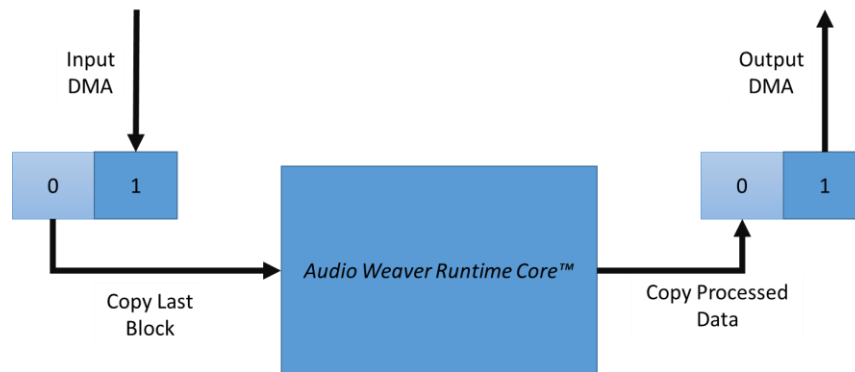 Input
DMA
Output
DMA
0
1
0
1
Audio Weaver Runtime Core™
Copy Last
Block
Copy Processed
Data